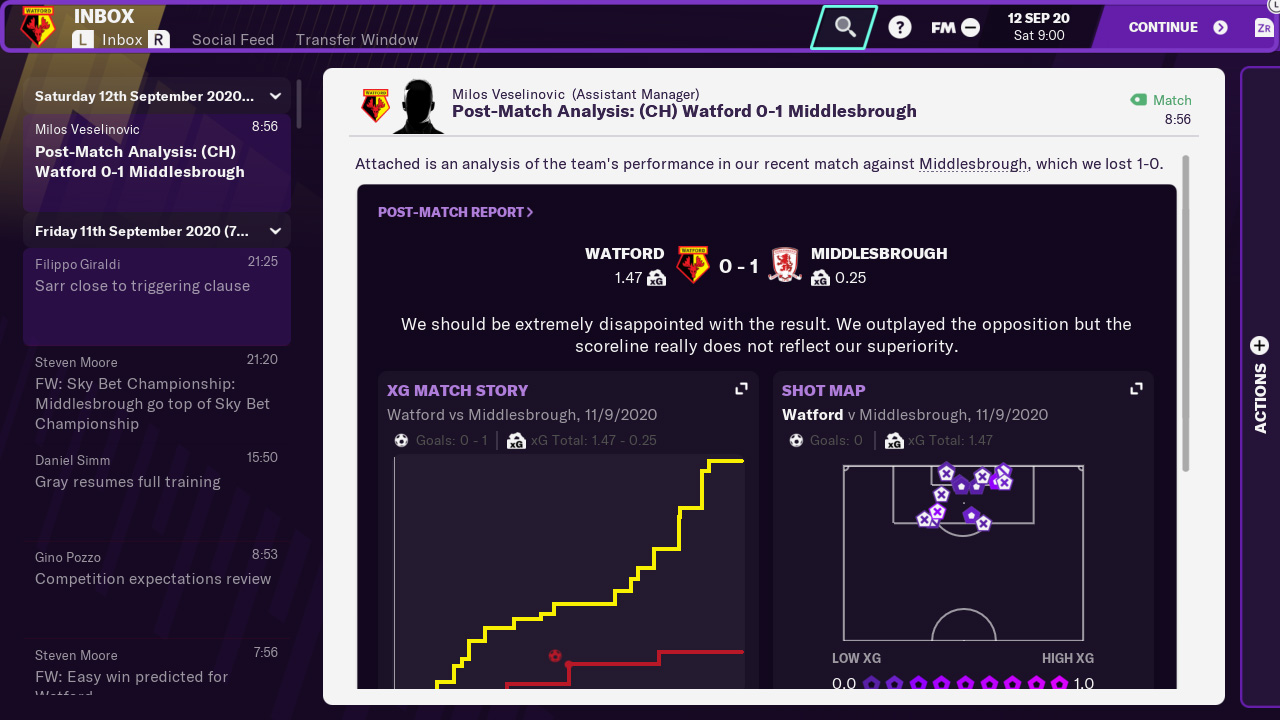 INBOX
L Inbox R Social Feed Transfer Window
?
FM
12 SEP 20
Sat 9:00
CONTINUE
L
ZR
Saturday 12th September 2020...
Milos Veselinovic 8:56
Post-Match Analysis: (CH)
Watford 0-1 Middlesbrough
Friday 11th September 2020 (7...
Filippo Giraldi 21:25
Sarr close to triggering clause
Steven Moore 21:20
FW: Sky Bet Championship:
Middlesbrough go top of Sky Bet
Championship
Daniel Simm 15:50
Gray resumes full training
Gino Pozzo 8:53
Competition expectations review
Steven Moore 7:56
FW: Easy win predicted for
Watford
WATFORD
Milos Veselinovic (Assistant Manager)
Post-Match Analysis: (CH) Watford 0-1 Middlesbrough
Match
8:56
Attached is an analysis of the team's performance in our recent match against Middlesbrough, which we lost 1-0.
POST-MATCH REPORT
WATFORD 0 - 1 MIDDLESBROUGH
1.47 xG xG 0.25
We should be extremely disappointed with the result. We outplayed the opposition but the
scoreline really does not reflect our superiority.
XG MATCH STORY
Watford vs Middlesbrough, 11/9/2020
Goals: 0 - 1 xG xG Total: 1.47 - 0.25
SHOT MAP
Watford v Middlesbrough, 11/9/2020
Goals: 0 xG xG Total: 1.47
LOW XG HIGH XG
0.0 1.0
ACTIONS